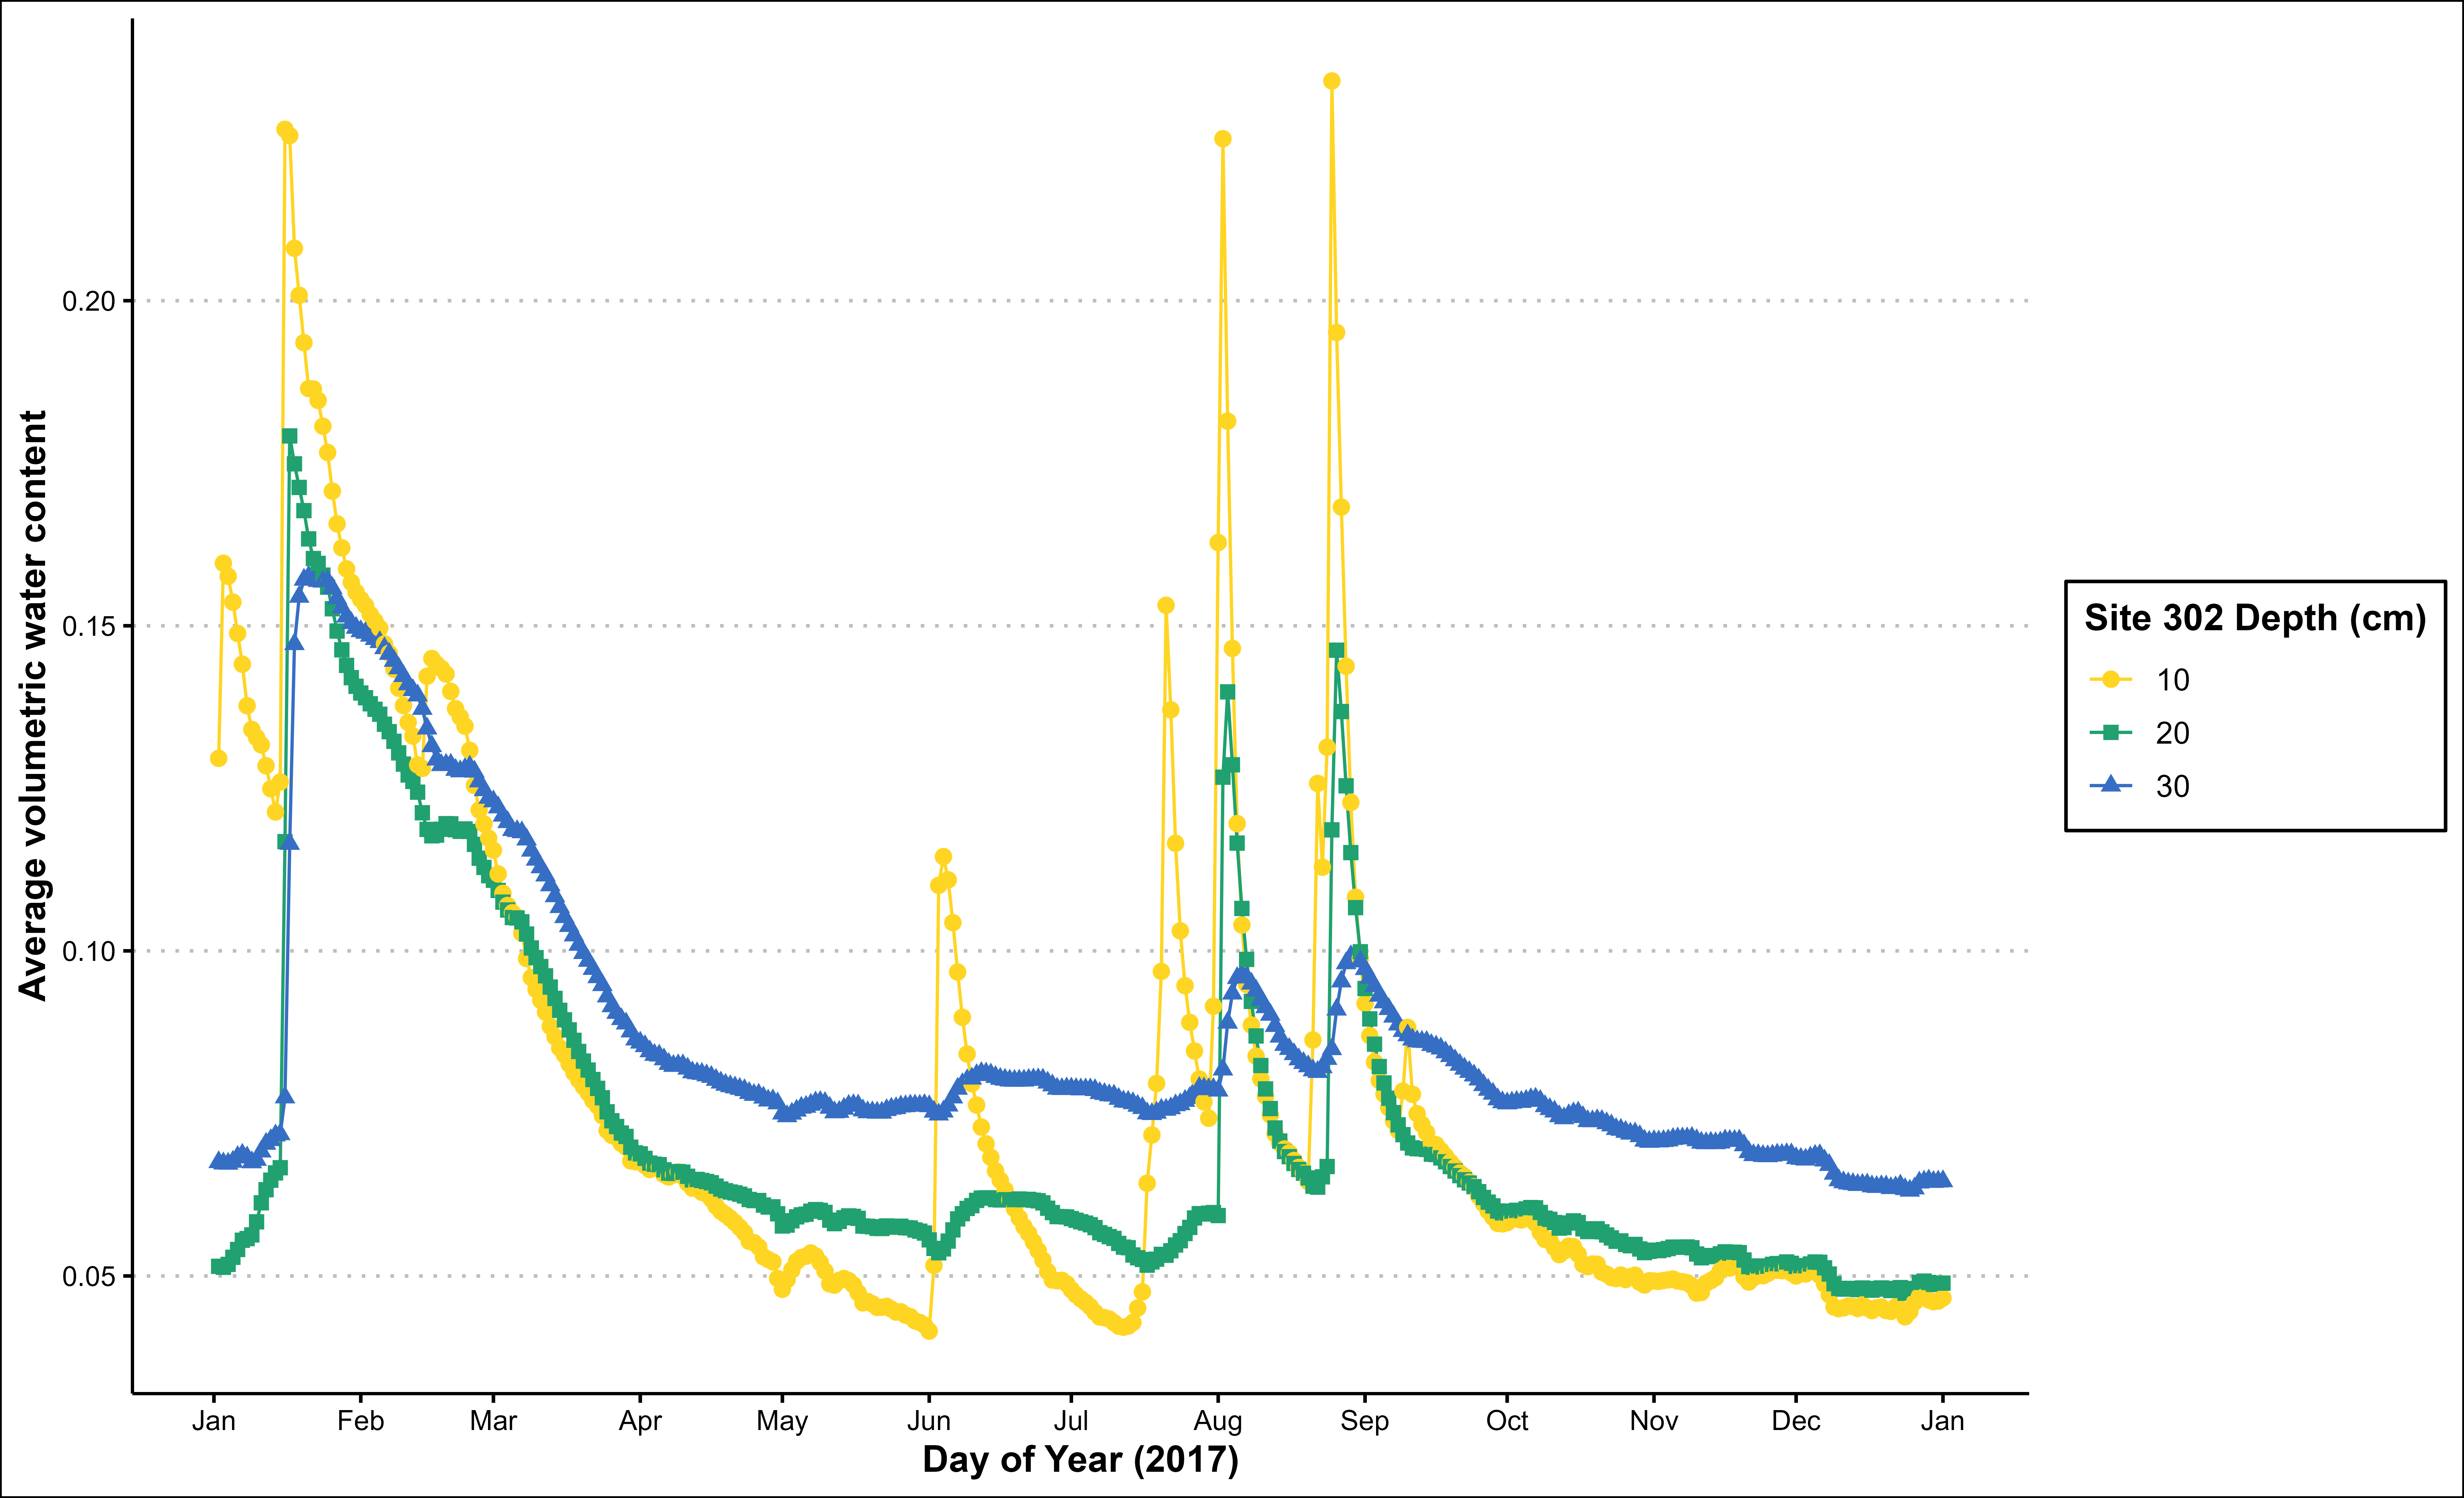 Average volumetric water content
0.20
0.15
0.10
0.05
Jan Feb Mar Apr May Jun Jul Aug Sep Oct Nov Dec Jan
Day of Year (2017)
Site 302 Depth (cm)
10
20
30